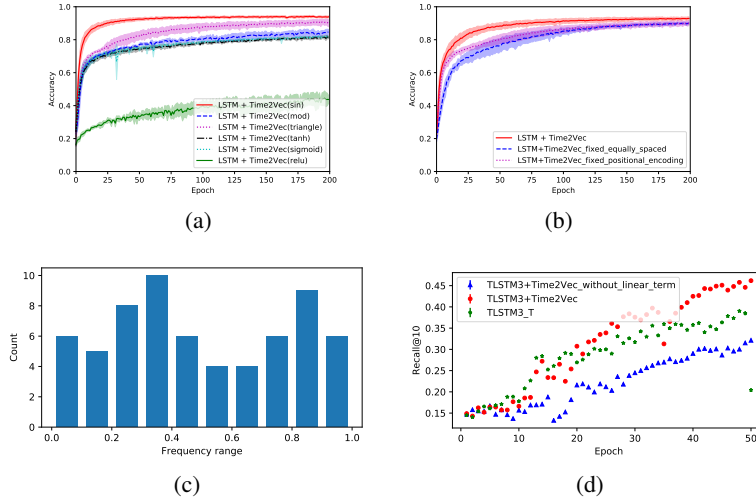 1.0
0.8
0.6
0.4
0.2
0.0
Accuracy
0 25 50 75 100 125 150 175 200
Epoch
LSTM + Time2Vec(sin)
LSTM + Time2Vec(mod)
LSTM + Time2Vec(triangle)
LSTM + Time2Vec(tanh)
LSTM + Time2Vec(sigmoid)
LSTM + Time2Vec(relu)
(a)
1.0
0.8
0.6
0.4
0.2
0.0
Accuracy
0 25 50 75 100 125 150 175 200
Epoch
LSTM + Time2Vec
LSTM+Time2Vec_fixed_equally_spaced
LSTM+Time2Vec_fixed_positional_encoding
(b)
10
8
6
4
2
0
Count
0.0 0.2 0.4 0.6 0.8 1.0
Frequency range
(c)
0.45
0.40
0.35
0.30
0.25
0.20
0.15
Recall@10
0 10 20 30 40 50
Epoch
TLSTM3+Time2Vec_without_linear_term
TLSTM3+Time2Vec
TLSTM3_T
(d)